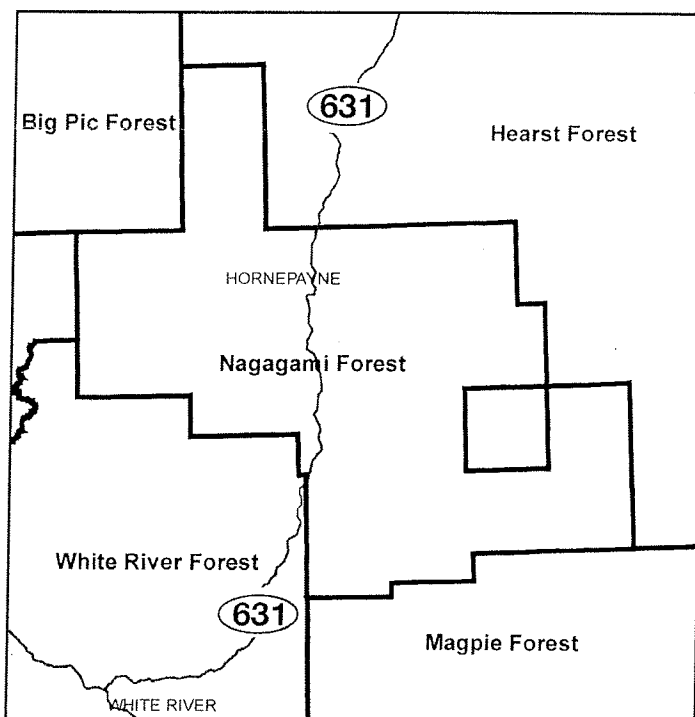 631
Big Pic Forest
Hearst Forest
HORNEPAYNE
Nagagami Forest
White River Forest
631
Magpie Forest
WHITE RIVER